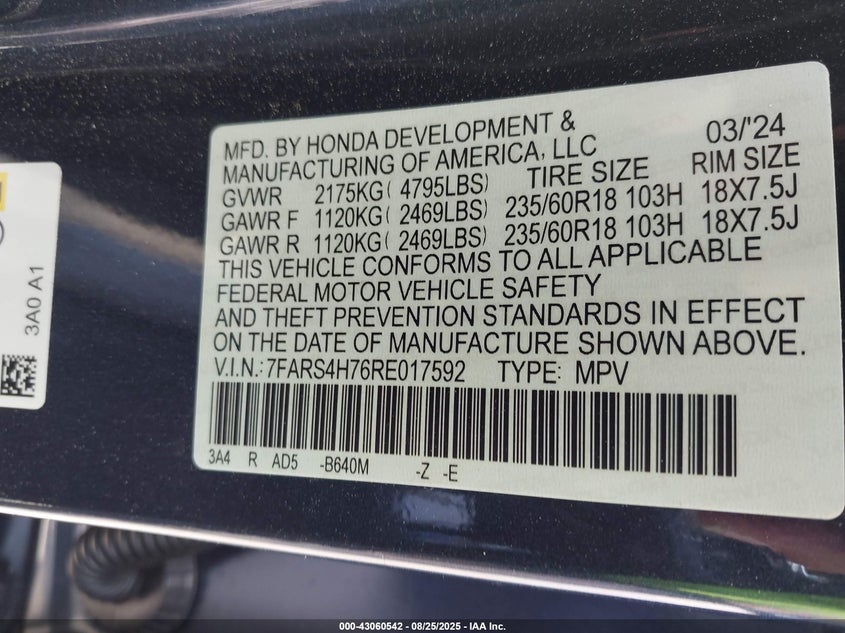 MFD. BY HONDA DEVELOPMENT &
MANUFACTURING OF AMERICA, LLC 03/'24
GVWR 2175KG( 4795LBS) TIRE SIZE RIM SIZE
GAWR F 1120KG( 2469LBS) 235/60R18 103H 18X7.5J
GAWR R 1120KG( 2469LBS) 235/60R18 103H 18X7.5J
THIS VEHICLE CONFORMS TO ALL APPLICABLE
FEDERAL MOTOR VEHICLE SAFETY
AND THEFT PREVENTION STANDARDS IN EFFECT
ON THE DATE OF MANUFACTURE SHOWN ABOVE.
V.I.N.:7FARS4H76RE017592 TYPE: MPV
3A4 R AD5 -B640M -Z -E
3A0 A1
000-43060542 - 08/25/2025 - IAA Inc.